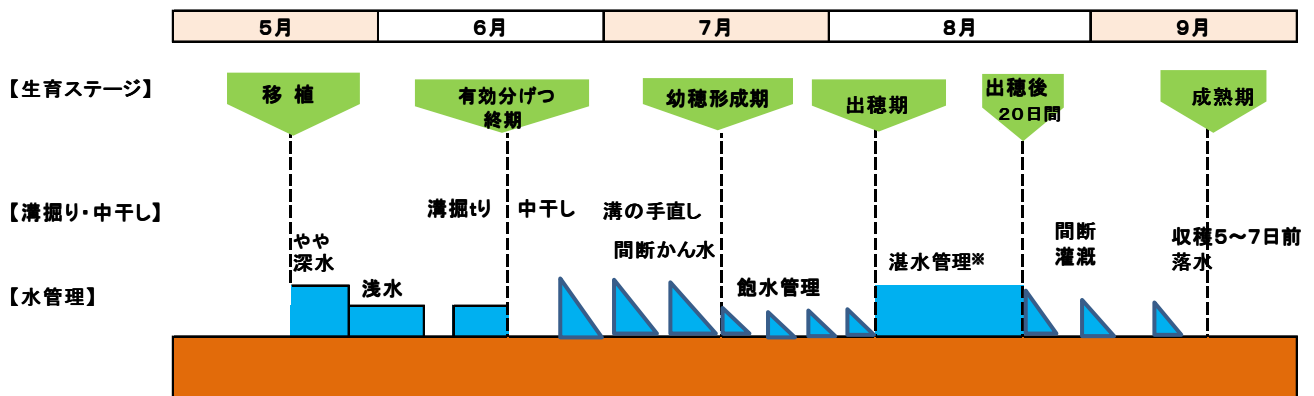 5月 6月 7月 8月 9月
【生育ステージ】
移 植
有効分げつ
終期
幼穂形成期
出穂期
出穂後
20日間
成熟期
【溝掘り・中干し】
溝掘tり 中干し 溝の手直し
【水管理】
やや
深水
浅水
間断かん水
飽水管理
湛水管理※
間断
灌漑
収穫5～7日前
落水